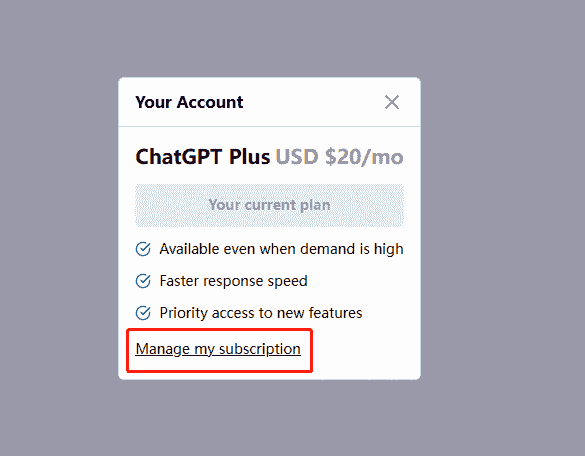 Your Account
ChatGPT Plus USD $20/mo
Your current plan
Available even when demand is high
Faster response speed
Priority access to new features
Manage my subscription